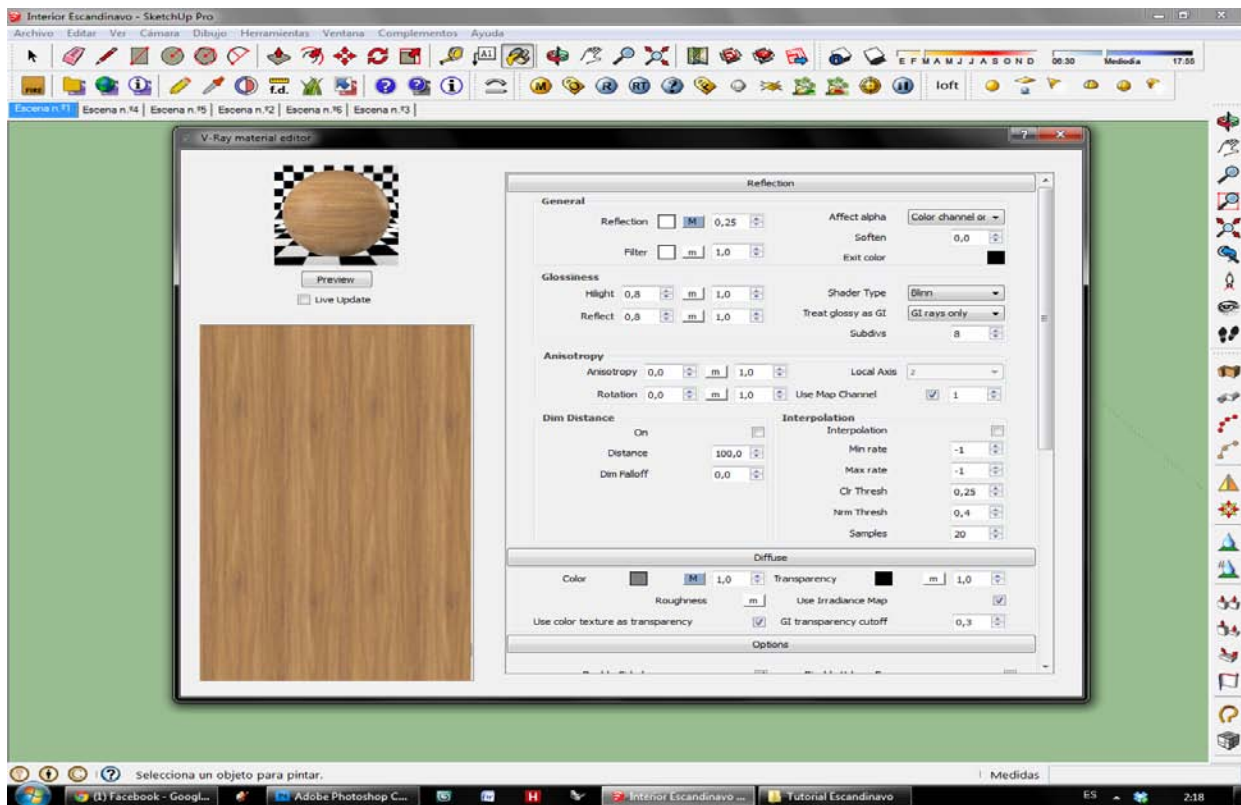 Interior Escandinavo - SketchUp Pro
Archivo Editar Ver Cámara Dibujo Herramientas Ventana Complementos Ayuda
E F M A M J J A S O N D 06:30 Mediodía 17:55
f.d. M R RT loft
Escena n.º1 Escena n.º4 Escena n.º5 Escena n.º2 Escena n.º6 Escena n.º3
V-Ray material editor
Preview
Live Update
Reflection
General
Reflection M 0,25 Affect alpha Color channel or
Soften 0,0
Filter m 1,0 Exit color
Glossiness
Hilight 0,8 m 1,0 Shader Type Blinn
Reflect 0,8 m 1,0 Treat glossy as GI GI rays only
Subdivs 8
Anisotropy
Anisotropy 0,0 m 1,0 Local Axis z
Rotation 0,0 m 1,0 Use Map Channel 1
Dim Distance Interpolation
On Interpolation
Distance 100,0 Min rate -1
Dim Falloff 0,0 Max rate -1
Clr Thresh 0,25
Nrm Thresh 0,4
Samples 20
Diffuse
Color M 1,0 Transparency m 1,0
Roughness m Use Irradiance Map
Use color texture as transparency GI transparency cutoff 0,3
Options
Selecciona un objeto para pintar. Medidas
(1) Facebook - Googl... Adobe Photoshop C... H Interior Escandinavo ... Tutorial Escandinavo ES 2:18